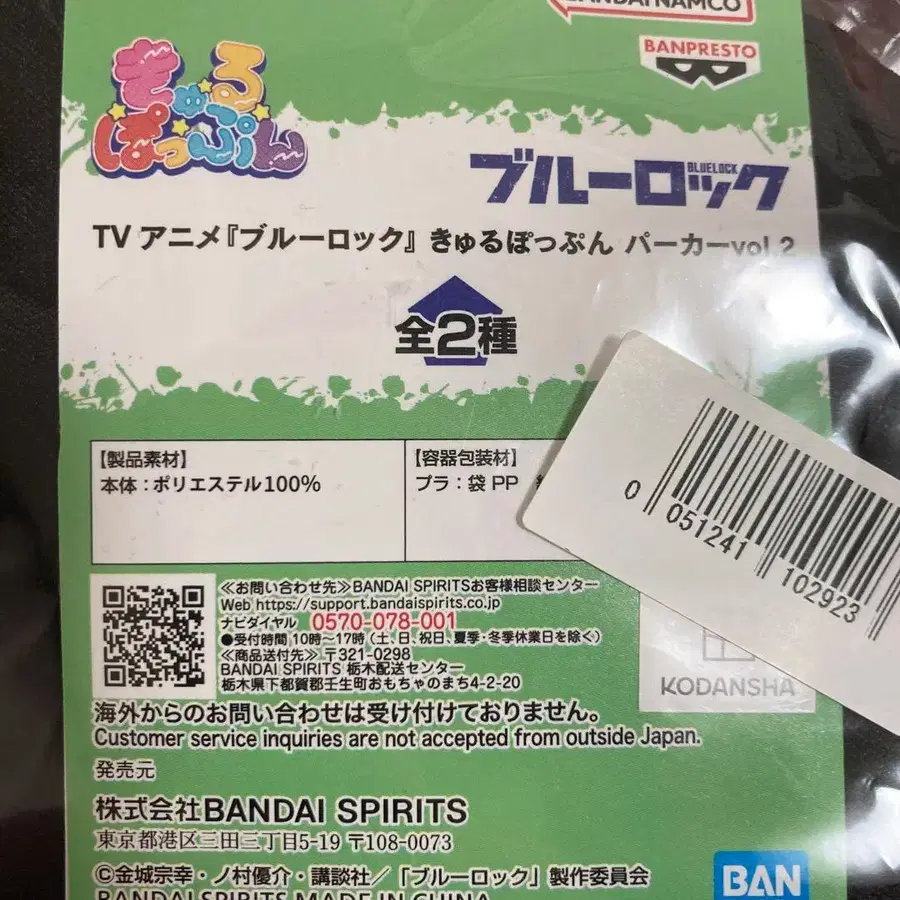 BANDAI NAMCO
BANPRESTO
きゅる
ぽっぷん
ブルーロック
BLUELOCK
TV アニメ『ブルーロック』 きゅるぽっぷん パーカーvol.2
全2種
【製品素材】
本体：ポリエステル100%
【容器包装材】
プラ：袋 PP
0 051241 102923
≪お問い合わせ先≫BANDAI SPIRITSお客様相談センター
Web https://support.bandaispirits.co.jp
ナビダイヤル 0570-078-001
●受付時間 10時～17時（土、日、祝日、夏季・冬季休業日を除く）
≪商品送付先≫〒321-0298
BANDAI SPIRITS 栃木配送センター
栃木県下都賀郡壬生町おもちゃのまち4-2-20
KODANSHA
海外からのお問い合わせは受け付けておりません。
Customer service inquiries are not accepted from outside Japan.
発売元
株式会社BANDAI SPIRITS
東京都港区三田三丁目5-19 〒108-0073
©金城宗幸・ノ村優介・講談社／「ブルーロック」製作委員会
BANDAI SPIRITS MADE IN CHINA
BAN